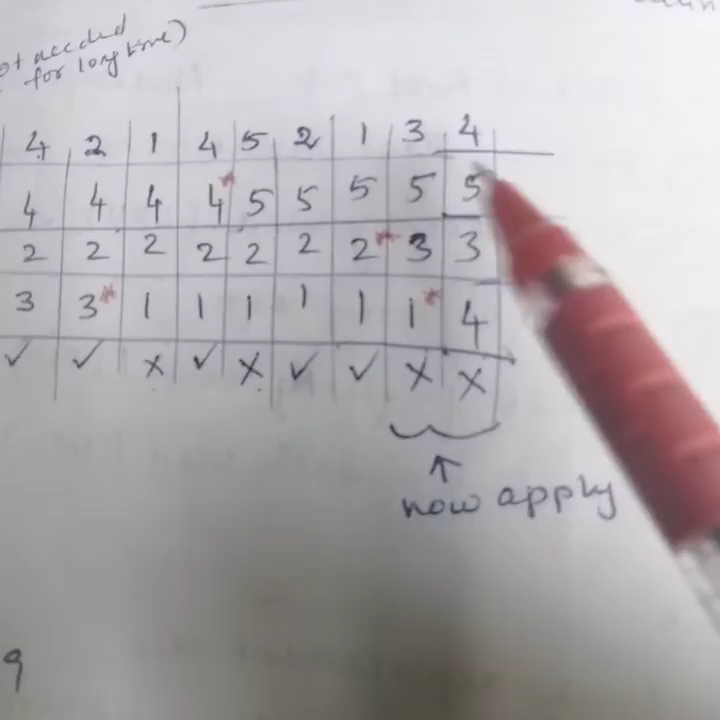 needed
for long time)
4 2 1 4 5 2 1 3 4
4 4 4 4* 5 5 5 5 5
2 2 2 2 2 2 2* 3 3
3 3* 1 1 1 1 1 1* 4
✓ ✓ x ✓ x ✓ ✓ x x
↑
now apply
9